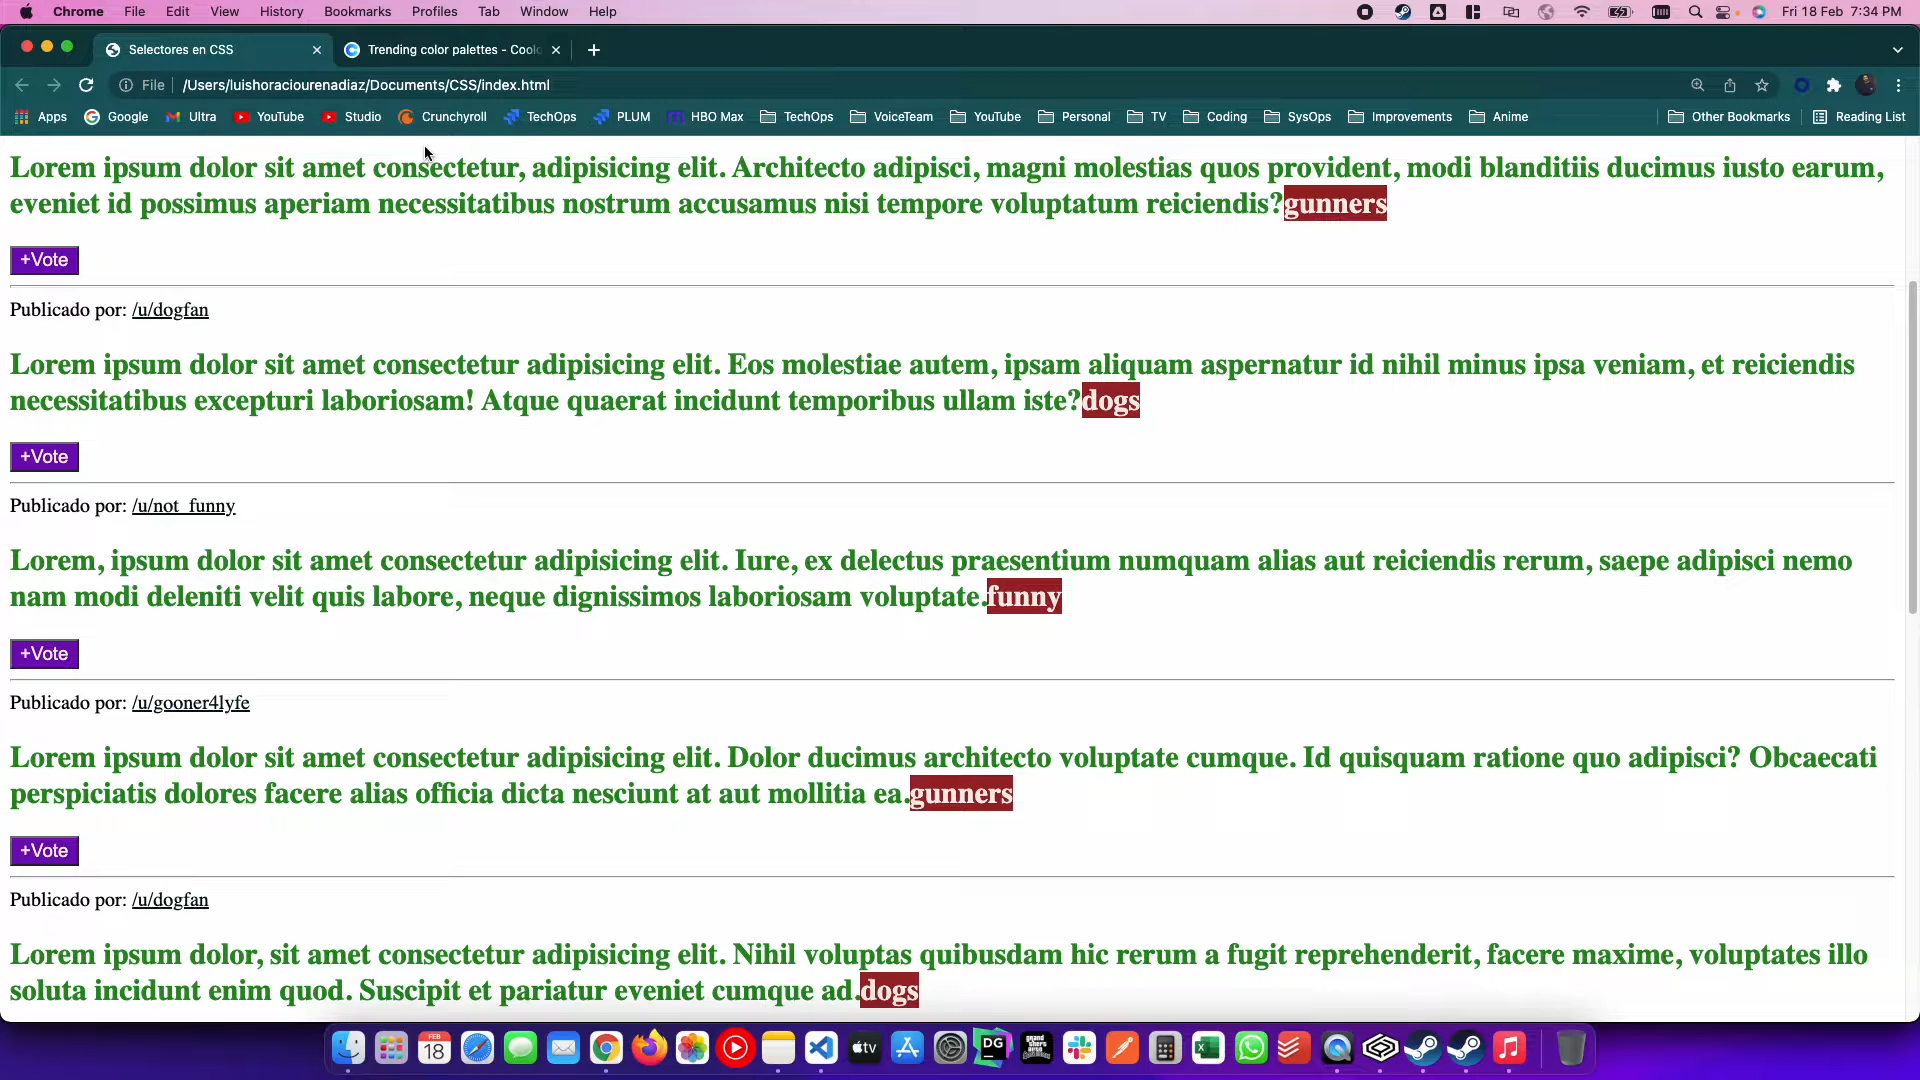 Chrome File Edit View History Bookmarks Profiles Tab Window Help Fri 18 Feb 7:34 PM
Selectores en CSS Trending color palettes - Coolo
File /Users/luishoraciourenadiaz/Documents/CSS/index.html
Apps Google Ultra YouTube Studio Crunchyroll TechOps PLUM HBO Max TechOps VoiceTeam YouTube Personal TV Coding SysOps Improvements Anime Other Bookmarks Reading List
Lorem ipsum dolor sit amet consectetur, adipisicing elit. Architecto adipisci, magni molestias quos provident, modi blanditiis ducimus iusto earum,
eveniet id possimus aperiam necessitatibus nostrum accusamus nisi tempore voluptatum reiciendis?gunners
+Vote
Publicado por: /u/dogfan
Lorem ipsum dolor sit amet consectetur adipisicing elit. Eos molestiae autem, ipsam aliquam aspernatur id nihil minus ipsa veniam, et reiciendis
necessitatibus excepturi laboriosam! Atque quaerat incidunt temporibus ullam iste?dogs
+Vote
Publicado por: /u/not_funny
Lorem, ipsum dolor sit amet consectetur adipisicing elit. Iure, ex delectus praesentium numquam alias aut reiciendis rerum, saepe adipisci nemo
nam modi deleniti velit quis labore, neque dignissimos laboriosam voluptate.funny
+Vote
Publicado por: /u/gooner4lyfe
Lorem ipsum dolor sit amet consectetur adipisicing elit. Dolor ducimus architecto voluptate cumque. Id quisquam ratione quo adipisci? Obcaecati
perspiciatis dolores facere alias officia dicta nesciunt at aut mollitia ea.gunners
+Vote
Publicado por: /u/dogfan
Lorem ipsum dolor, sit amet consectetur adipisicing elit. Nihil voluptas quibusdam hic rerum a fugit reprehenderit, facere maxime, voluptates illo
soluta incidunt enim quod. Suscipit et pariatur eveniet cumque ad.dogs
FEB
18
tv
DG